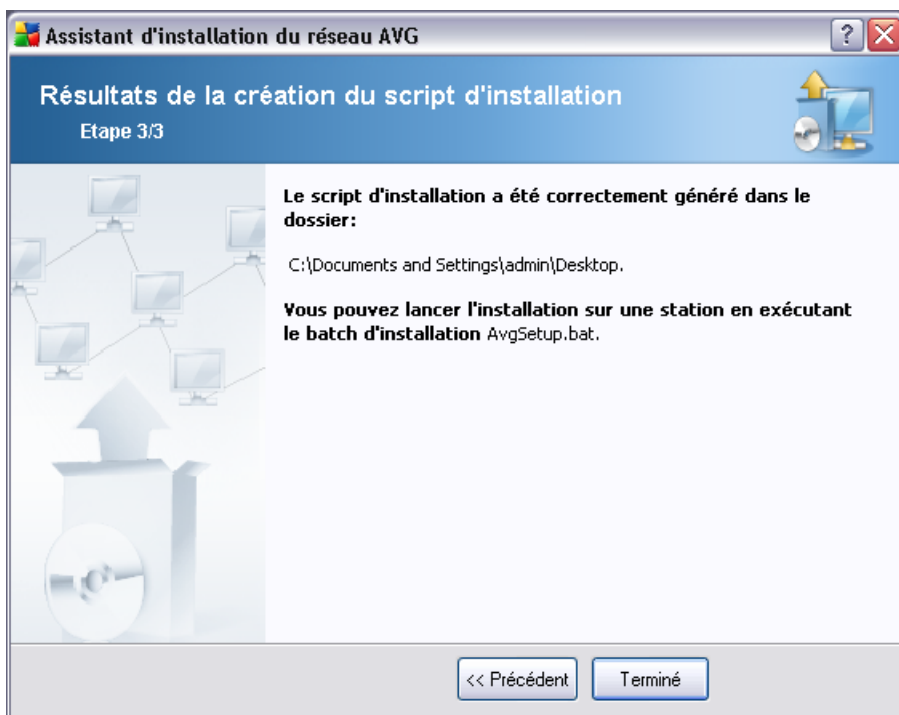 Assistant d'installation du réseau AVG
Résultats de la création du script d'installation
Etape 3/3
Le script d'installation a été correctement généré dans le
dossier:
C:\Documents and Settings\admin\Desktop.
Vous pouvez lancer l'installation sur une station en exécutant
le batch d'installation AvgSetup.bat.
<< Précédent
Terminé